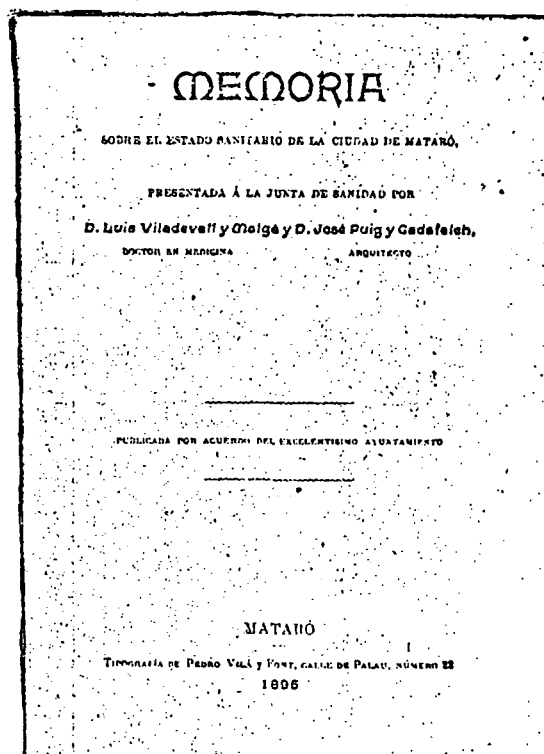 MEMORIA
SOBRE EL ESTADO SANITARIO DE LA CIUDAD DE MATARÓ,
PRESENTADA Á LA JUNTA DE SANIDAD POR
D. Luis Viladevall y Malgá y D. José Puig y Cadafalch,
DOCTOR EN MEDICINA ARQUITECTO
PUBLICADA POR ACUERDO DEL EXCELENTISIMO AYUNTAMIENTO
MATARÓ
TIPOGRAFÍA DE PEDRO VILÁ Y FONT, CALLE DE PALAU, NÚMERO 22
1895